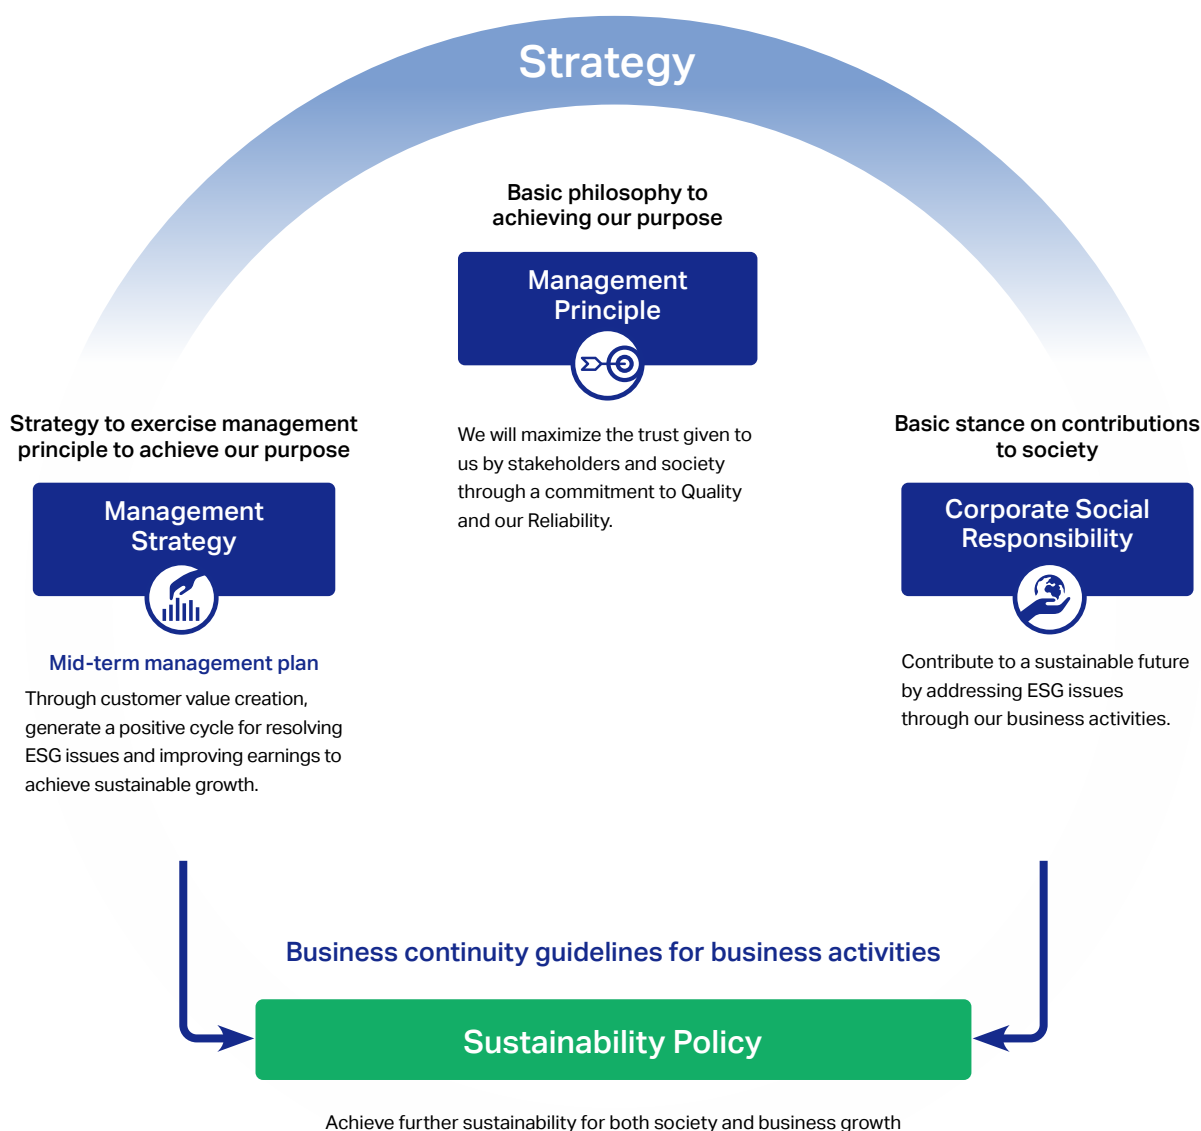 Strategy
Basic philosophy to
achieving our purpose
Management
Principle
We will maximize the trust given to
us by stakeholders and society
through a commitment to Quality
and our Reliability.
Strategy to exercise management
principle to achieve our purpose
Management
Strategy
Mid-term management plan
Through customer value creation,
generate a positive cycle for resolving
ESG issues and improving earnings to
achieve sustainable growth.
Basic stance on contributions
to society
Corporate Social
Responsibility
Contribute to a sustainable future
by addressing ESG issues
through our business activities.
Business continuity guidelines for business activities
Sustainability Policy
Achieve further sustainability for both society and business growth